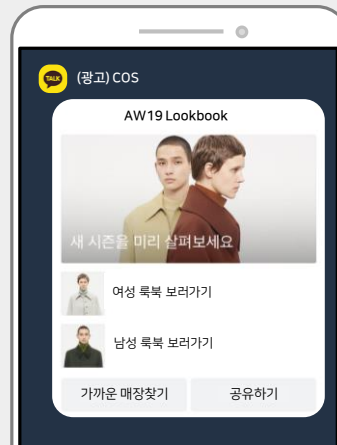 TALK
(광고) COS
AW19 Lookbook
새 시즌을 미리 살펴보세요
여성 룩북 보러가기
남성 룩북 보러가기
가까운 매장찾기
공유하기